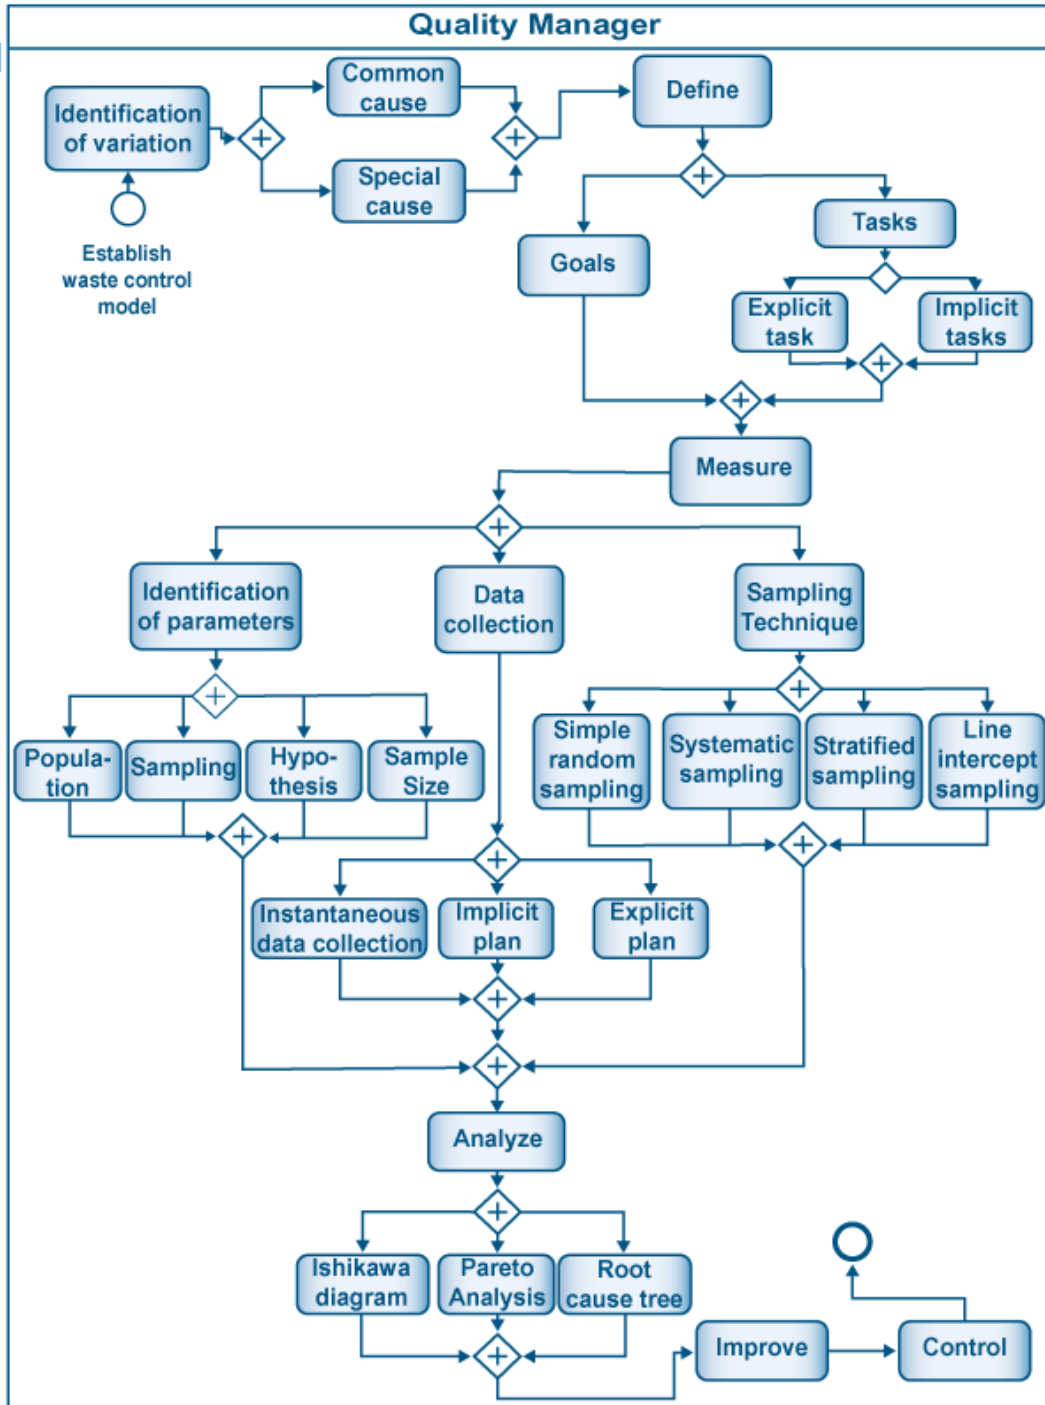 Quality Manager
Identification
of variation
Common
cause
Special
cause
Define
Establish
waste control
model
Goals
Tasks
Explicit
task
Implicit
tasks
Measure
Identification
of parameters
Data
collection
Sampling
Technique
Popula-
tion
Sampling
Hypo-
thesis
Sample
Size
Simple
random
sampling
Systematic
sampling
Stratified
sampling
Line
intercept
sampling
Instantaneous
data collection
Implicit
plan
Explicit
plan
Analyze
Ishikawa
diagram
Pareto
Analysis
Root
cause tree
Improve
Control